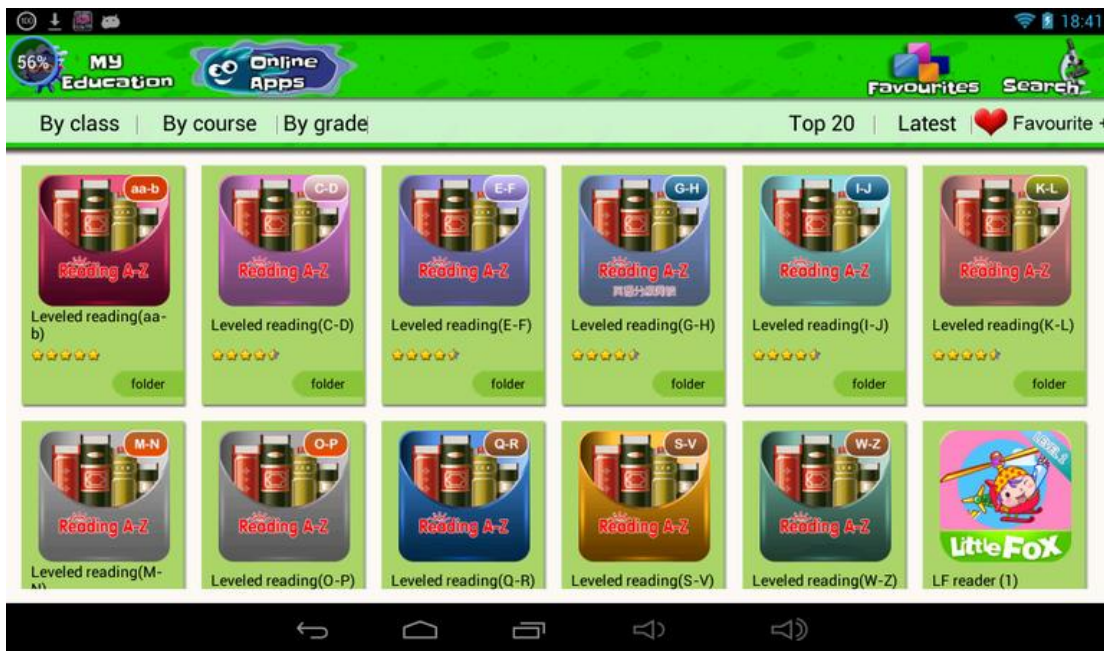 18:41
56%
My Education
Online Apps
Favourites
Search
By class
By course
By grade
Top 20
Latest
Favourite +
aa-b
Reading A-Z
C-D
Reading A-Z
E-F
Reading A-Z
G-H
Reading A-Z
I-J
Reading A-Z
K-L
Reading A-Z
Leveled reading(aa-
b)
Leveled reading(C-D)
Leveled reading(E-F)
Leveled reading(G-H)
Leveled reading(I-J)
Leveled reading(K-L)
folder
folder
folder
folder
folder
folder
M-N
Reading A-Z
O-P
Reading A-Z
Q-R
Reading A-Z
S-V
Reading A-Z
W-Z
Reading A-Z
LEVEL 1
Little Fox
Leveled reading(M-
N)
Leveled reading(O-P)
Leveled reading(Q-R)
Leveled reading(S-V)
Leveled reading(W-Z)
LF reader (1)